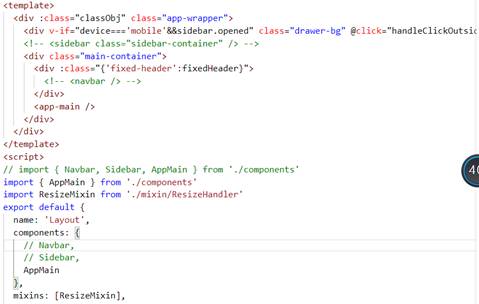 <template>
<div :class="classObj" class="app-wrapper">
<div v-if="device==='mobile'&&sidebar.opened" class="drawer-bg" @click="handleClickOutsid
<!-- <sidebar class="sidebar-container" /> -->
<div class="main-container">
<div :class="{'fixed-header':fixedHeader}">
<!-- <navbar /> -->
</div>
<app-main />
</div>
</div>
</template>
<script>
// import { Navbar, Sidebar, AppMain } from './components'
import { AppMain } from './components'
import ResizeMixin from './mixin/ResizeHandler'
export default {
name: 'Layout',
components: {
// Navbar,
// Sidebar,
AppMain
},
mixins: [ResizeMixin],